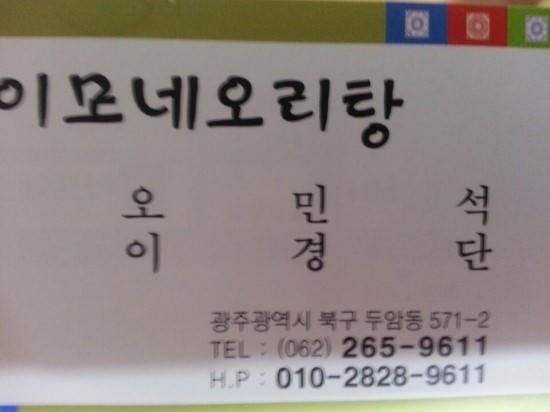 이모네오리탕
오 민 석
이 경 단
광주광역시 북구 두암동 571-2
TEL : (062) 265-9611
H.P : 010-2828-9611